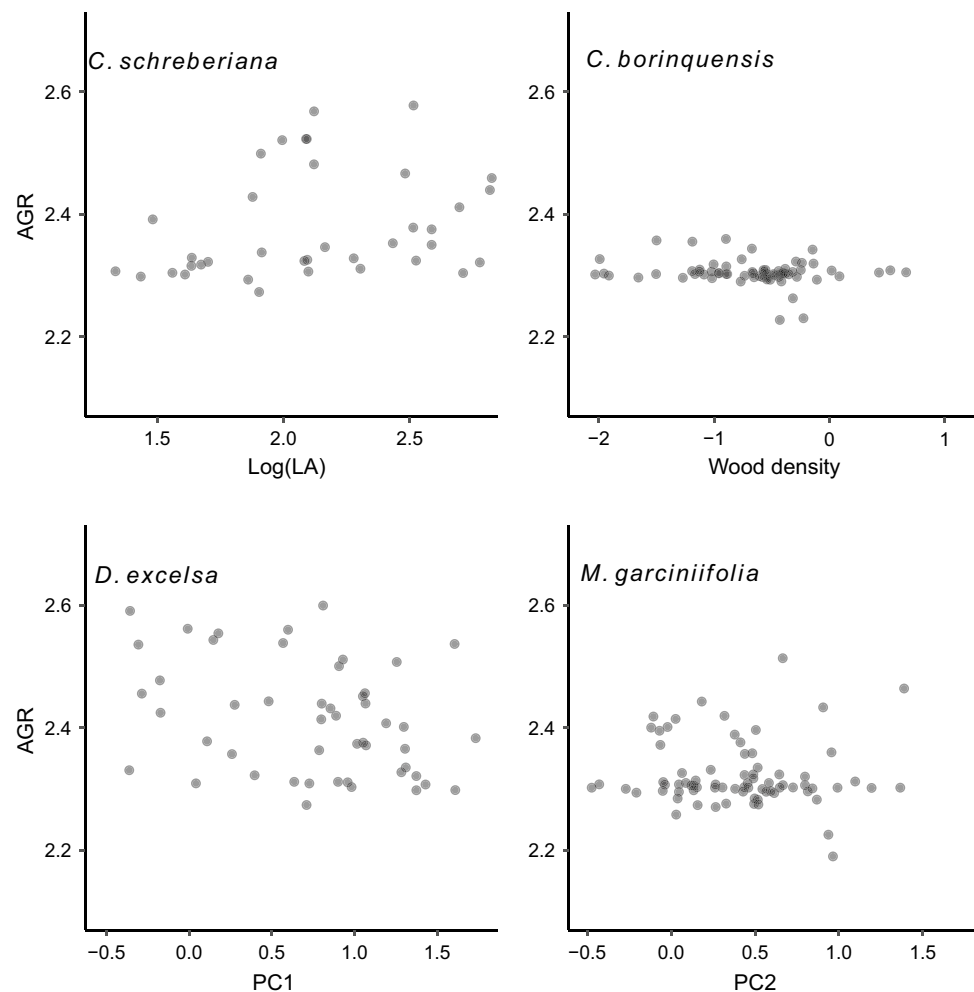 C. schreberiana
2.6
2.4
2.2
AGR
1.5 2.0 2.5
Log(LA)
C. borinquensis
2.6
2.4
2.2
−2 −1 0 1
Wood density
D. excelsa
2.6
2.4
2.2
AGR
−0.5 0.0 0.5 1.0 1.5
PC1
M. garciniifolia
2.6
2.4
2.2
−0.5 0.0 0.5 1.0 1.5
PC2